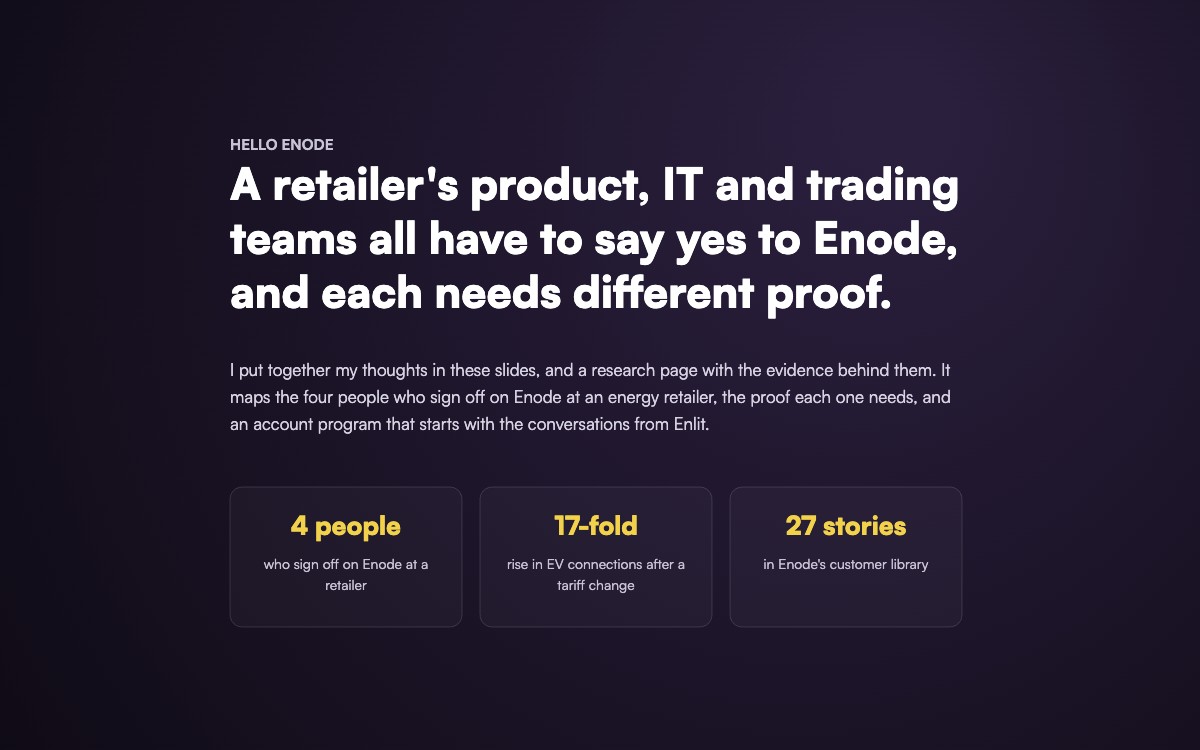 HELLO ENODE
A retailer's product, IT and trading
teams all have to say yes to Enode,
and each needs different proof.
I put together my thoughts in these slides, and a research page with the evidence behind them. It
maps the four people who sign off on Enode at an energy retailer, the proof each one needs, and
an account program that starts with the conversations from Enlit.
4 people
who sign off on Enode at a
retailer
17-fold
rise in EV connections after a
tariff change
27 stories
in Enode's customer library